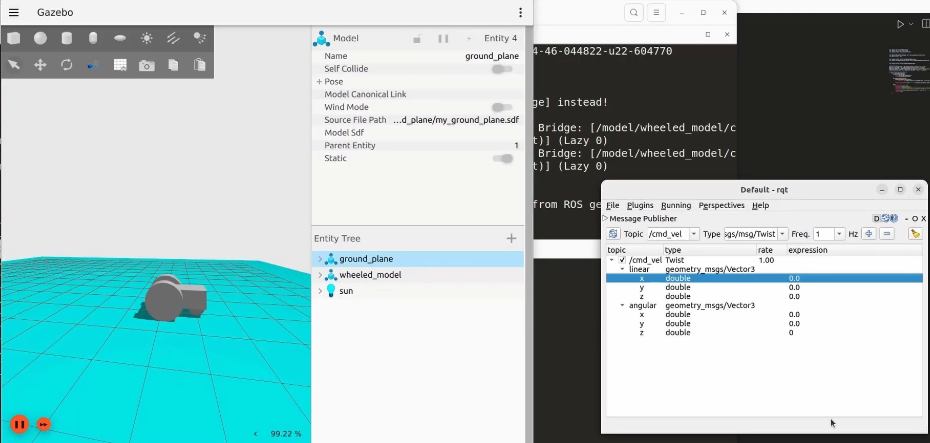 Gazebo
Model
Entity 4
Name
ground_plane
Self Collide
+ Pose
Model Canonical Link
Wind Mode
Source File Path
...d_plane/my_ground_plane.sdf
Model Sdf
Parent Entity
1
Static
Entity Tree
ground_plane
wheeled_model
sun
99.22 %
4-46-044822-u22-604770
ge] instead!
Bridge: [/model/wheeled_model/c
t)] (Lazy 0)
Bridge: [/model/wheeled_model/c
t)] (Lazy 0)
from ROS ge
Default - rqt
File Plugins Running Perspectives Help
Message Publisher
D
- O X
Topic /cmd_vel Type sgs/msg/Twist Freq. 1 Hz
topic type rate expression
/cmd_vel Twist 1.00
linear geometry_msgs/Vector3
x double 0.0
y double 0.0
z double 0.0
angular geometry_msgs/Vector3
x double 0.0
y double 0.0
z double 0